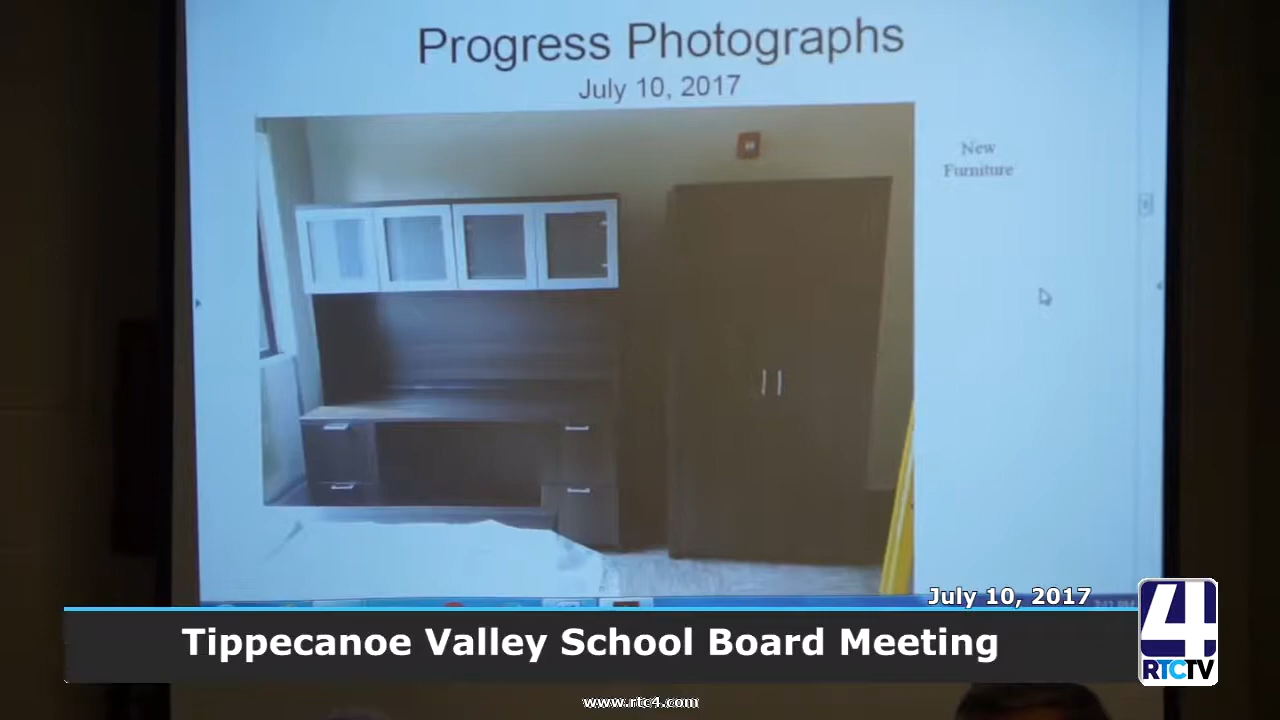 Progress Photographs
July 10, 2017
New
Furniture
July 10, 2017
Tippecanoe Valley School Board Meeting
4
RTCTV
www.rtc4.com